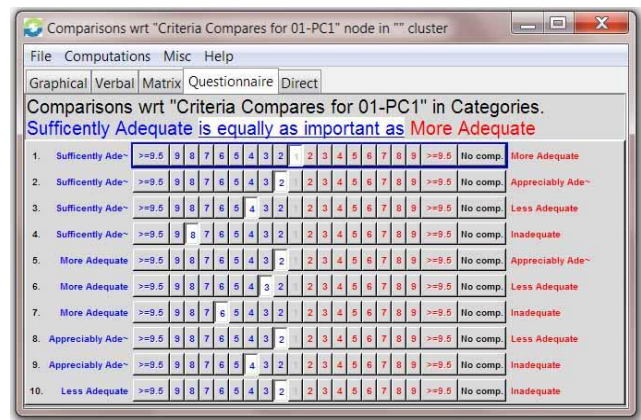 Comparisons wrt "Criteria Compares for 01-PC1" node in "" cluster
File Computations Misc Help
Graphical Verbal Matrix Questionnaire Direct
Comparisons wrt "Criteria Compares for 01-PC1" in Categories.
Sufficently Adequate is equally as important as More Adequate
1. Sufficently Ade~ >=9.5 9 8 7 6 5 4 3 2 1 2 3 4 5 6 7 8 9 >=9.5 No comp. More Adequate
2. Sufficently Ade~ >=9.5 9 8 7 6 5 4 3 2 1 2 3 4 5 6 7 8 9 >=9.5 No comp. Appreciably Ade~
3. Sufficently Ade~ >=9.5 9 8 7 6 5 4 3 2 1 2 3 4 5 6 7 8 9 >=9.5 No comp. Less Adequate
4. Sufficently Ade~ >=9.5 9 8 7 6 5 4 3 2 1 2 3 4 5 6 7 8 9 >=9.5 No comp. Inadequate
5. More Adequate >=9.5 9 8 7 6 5 4 3 2 1 2 3 4 5 6 7 8 9 >=9.5 No comp. Appreciably Ade~
6. More Adequate >=9.5 9 8 7 6 5 4 3 2 1 2 3 4 5 6 7 8 9 >=9.5 No comp. Less Adequate
7. More Adequate >=9.5 9 8 7 6 5 4 3 2 1 2 3 4 5 6 7 8 9 >=9.5 No comp. Inadequate
8. Appreciably Ade~ >=9.5 9 8 7 6 5 4 3 2 1 2 3 4 5 6 7 8 9 >=9.5 No comp. Less Adequate
9. Appreciably Ade~ >=9.5 9 8 7 6 5 4 3 2 1 2 3 4 5 6 7 8 9 >=9.5 No comp. Inadequate
10. Less Adequate >=9.5 9 8 7 6 5 4 3 2 1 2 3 4 5 6 7 8 9 >=9.5 No comp. Inadequate